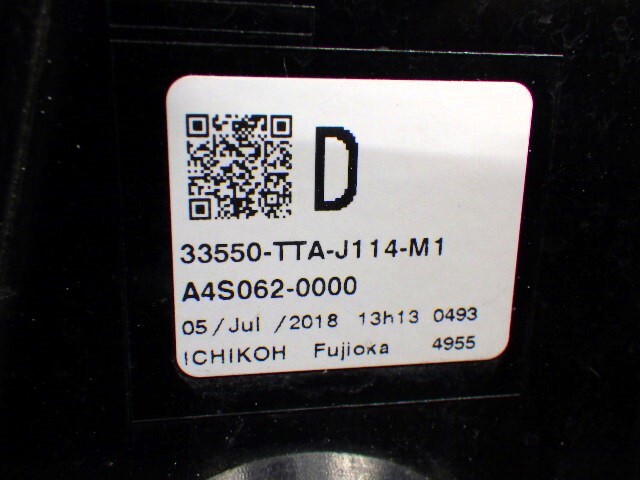 D
33550-TTA-J114-M1
A4S062-0000
05/Jul /2018 13h13 0493
ICHIKOH Fujioka 4955